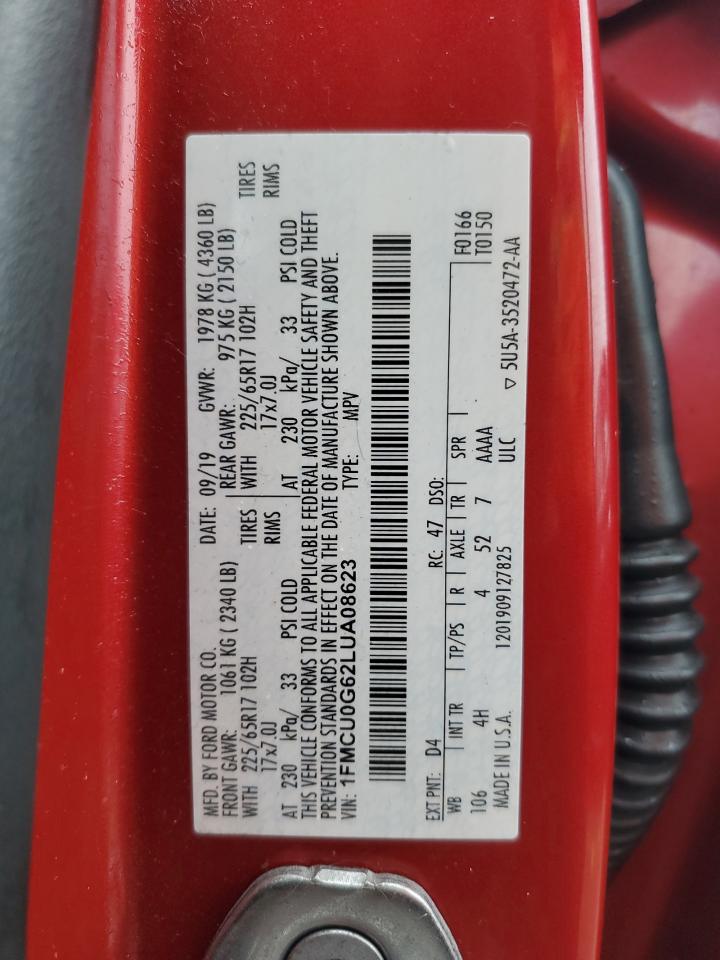 MFD. BY FORD MOTOR CO. DATE: 09/19 GVWR: 1978 KG ( 4360 LB)
FRONT GAWR: 1061 KG ( 2340 LB) REAR GAWR: 975 KG ( 2150 LB)
WITH 225/65R17 102H TIRES WITH 225/65R17 102H TIRES
17x7.0J RIMS 17x7.0J RIMS
AT 230 kPa/ 33 PSI COLD AT 230 kPa/ 33 PSI COLD
THIS VEHICLE CONFORMS TO ALL APPLICABLE FEDERAL MOTOR VEHICLE SAFETY AND THEFT
PREVENTION STANDARDS IN EFFECT ON THE DATE OF MANUFACTURE SHOWN ABOVE.
VIN: 1FMCU0G62LUA08623 TYPE: MPV
EXT PNT: D4 RC: 47 DSO: F0166
WB INT TR TP/PS R AXLE TR SPR T0150
106 4H 4 52 7 AAAA
MADE IN U.S.A. 1201909127825 ULC ▽ 5U5A-3520472-AA